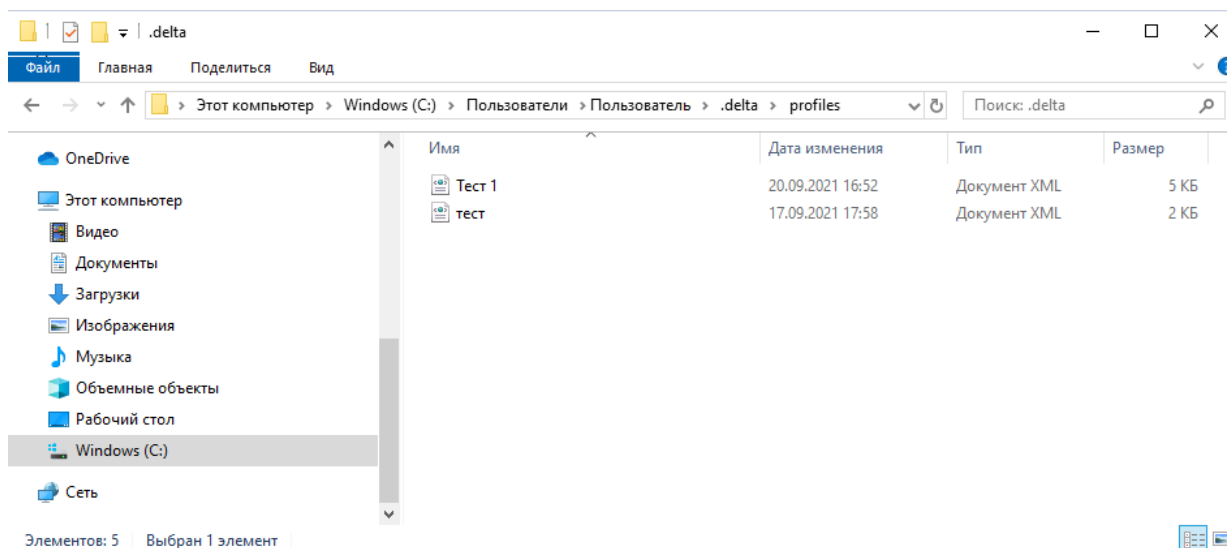 .delta
Файл Главная Поделиться Вид
Этот компьютер > Windows (C:) > Пользователи > Пользователь > .delta > profiles Поиск: .delta
OneDrive
Этот компьютер
Видео
Документы
Загрузки
Изображения
Музыка
Объемные объекты
Рабочий стол
Windows (C:)
Сеть
Имя Дата изменения Тип Размер
Тест 1 20.09.2021 16:52 Документ XML 5 КБ
тест 17.09.2021 17:58 Документ XML 2 КБ
Элементов: 5 Выбран 1 элемент